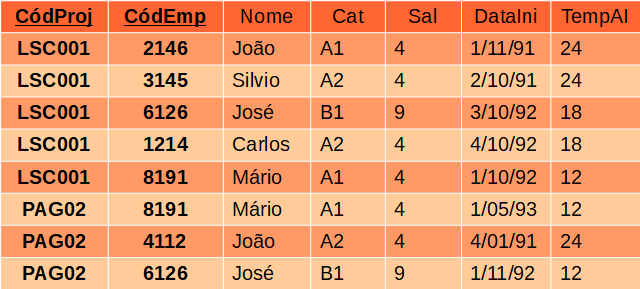 CódProj CódEmp Nome Cat Sal DataIni TempAl
LSC001 2146 João A1 4 1/11/91 24
LSC001 3145 Silvio A2 4 2/10/91 24
LSC001 6126 José B1 9 3/10/92 18
LSC001 1214 Carlos A2 4 4/10/92 18
LSC001 8191 Mário A1 4 1/10/92 12
PAG02 8191 Mário A1 4 1/05/93 12
PAG02 4112 João A2 4 4/01/91 24
PAG02 6126 José B1 9 1/11/92 12